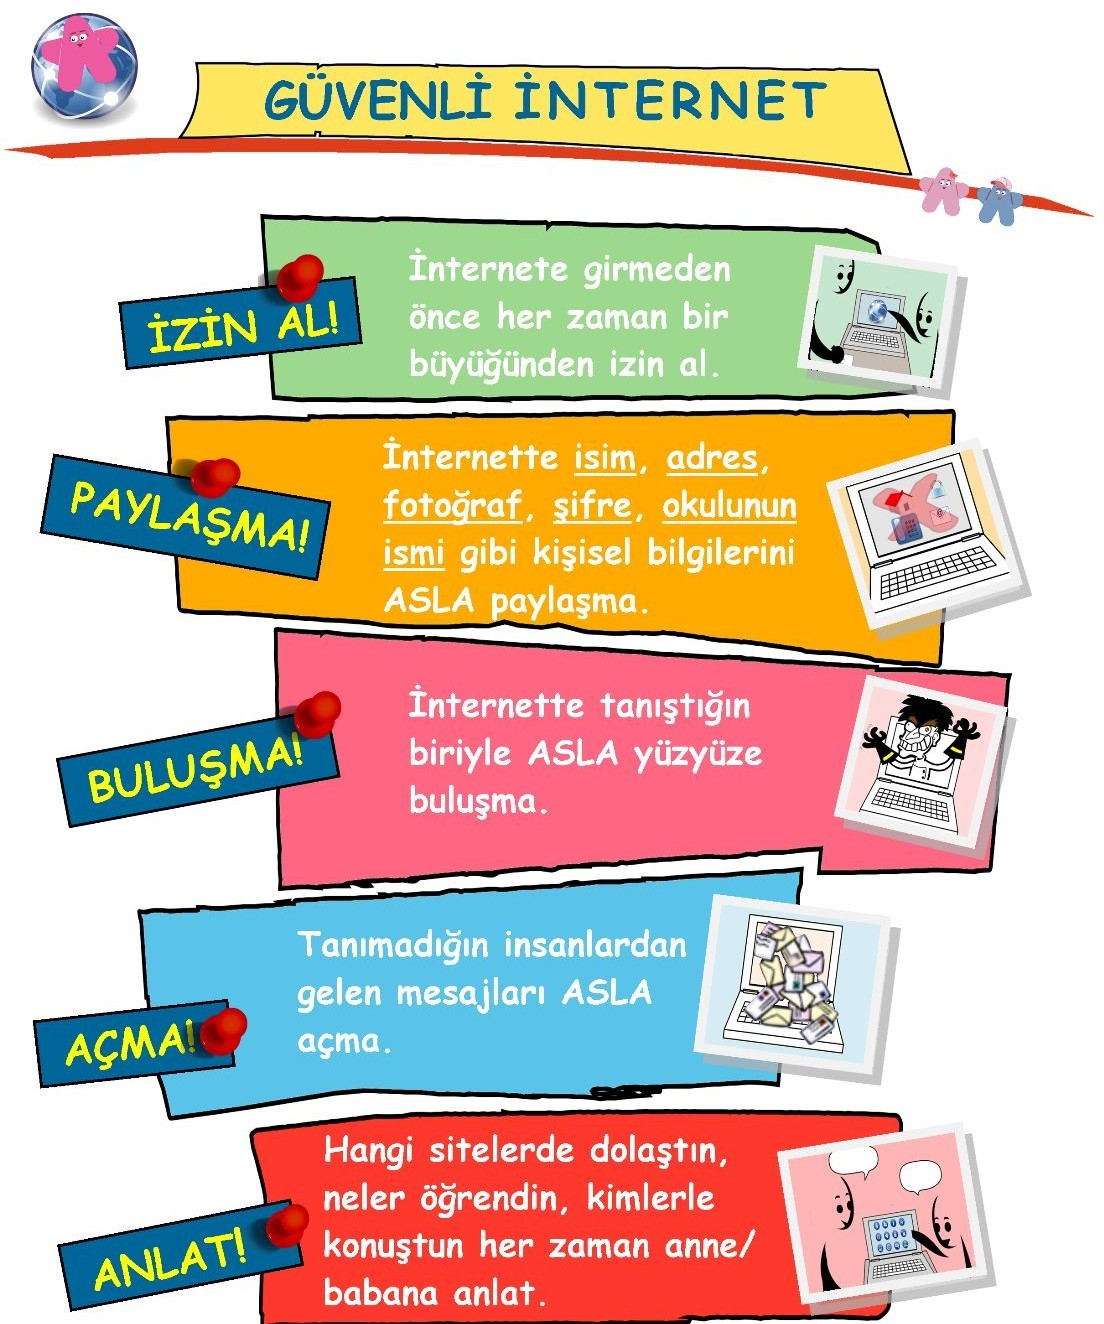 GÜVENLİ İNTERNET
İZİN AL!
İnternete girmeden
önce her zaman bir
büyüğünden izin al.
PAYLAŞMA!
İnternette isim, adres,
fotoğraf, şifre, okulunun
ismi gibi kişisel bilgilerini
ASLA paylaşma.
BULUŞMA!
İnternette tanıştığın
biriyle ASLA yüzyüze
buluşma.
AÇMA!
Tanımadığın insanlardan
gelen mesajları ASLA
açma.
ANLAT!
Hangi sitelerde dolaştın,
neler öğrendin, kimlerle
konuştun her zaman anne/
babana anlat.